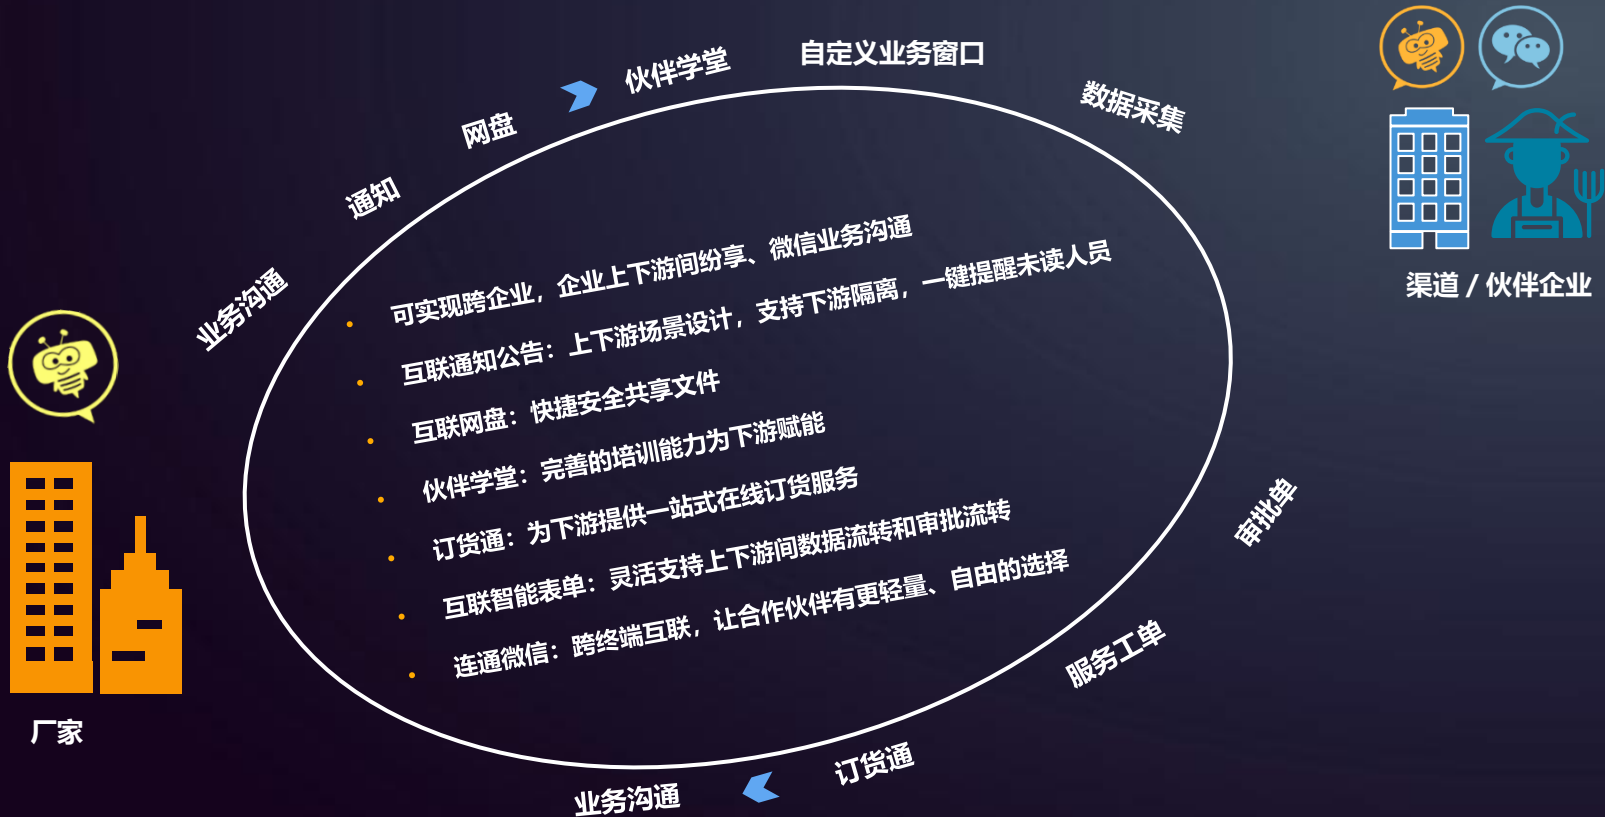 自定义业务窗口
伙伴学堂
数据采集
网盘
通知
业务沟通
渠道 / 伙伴企业
可实现跨企业，企业上下游间纷享、微信业务沟通
互联通知公告：上下游场景设计，支持下游隔离，一键提醒未读人员
互联网盘：快捷安全共享文件
伙伴学堂：完善的培训能力为下游赋能
订货通：为下游提供一站式在线订货服务
互联智能表单：灵活支持上下游间数据流转和审批流转
连通微信：跨终端互联，让合作伙伴有更轻量、自由的选择
审批单
服务工单
厂家
订货通
业务沟通